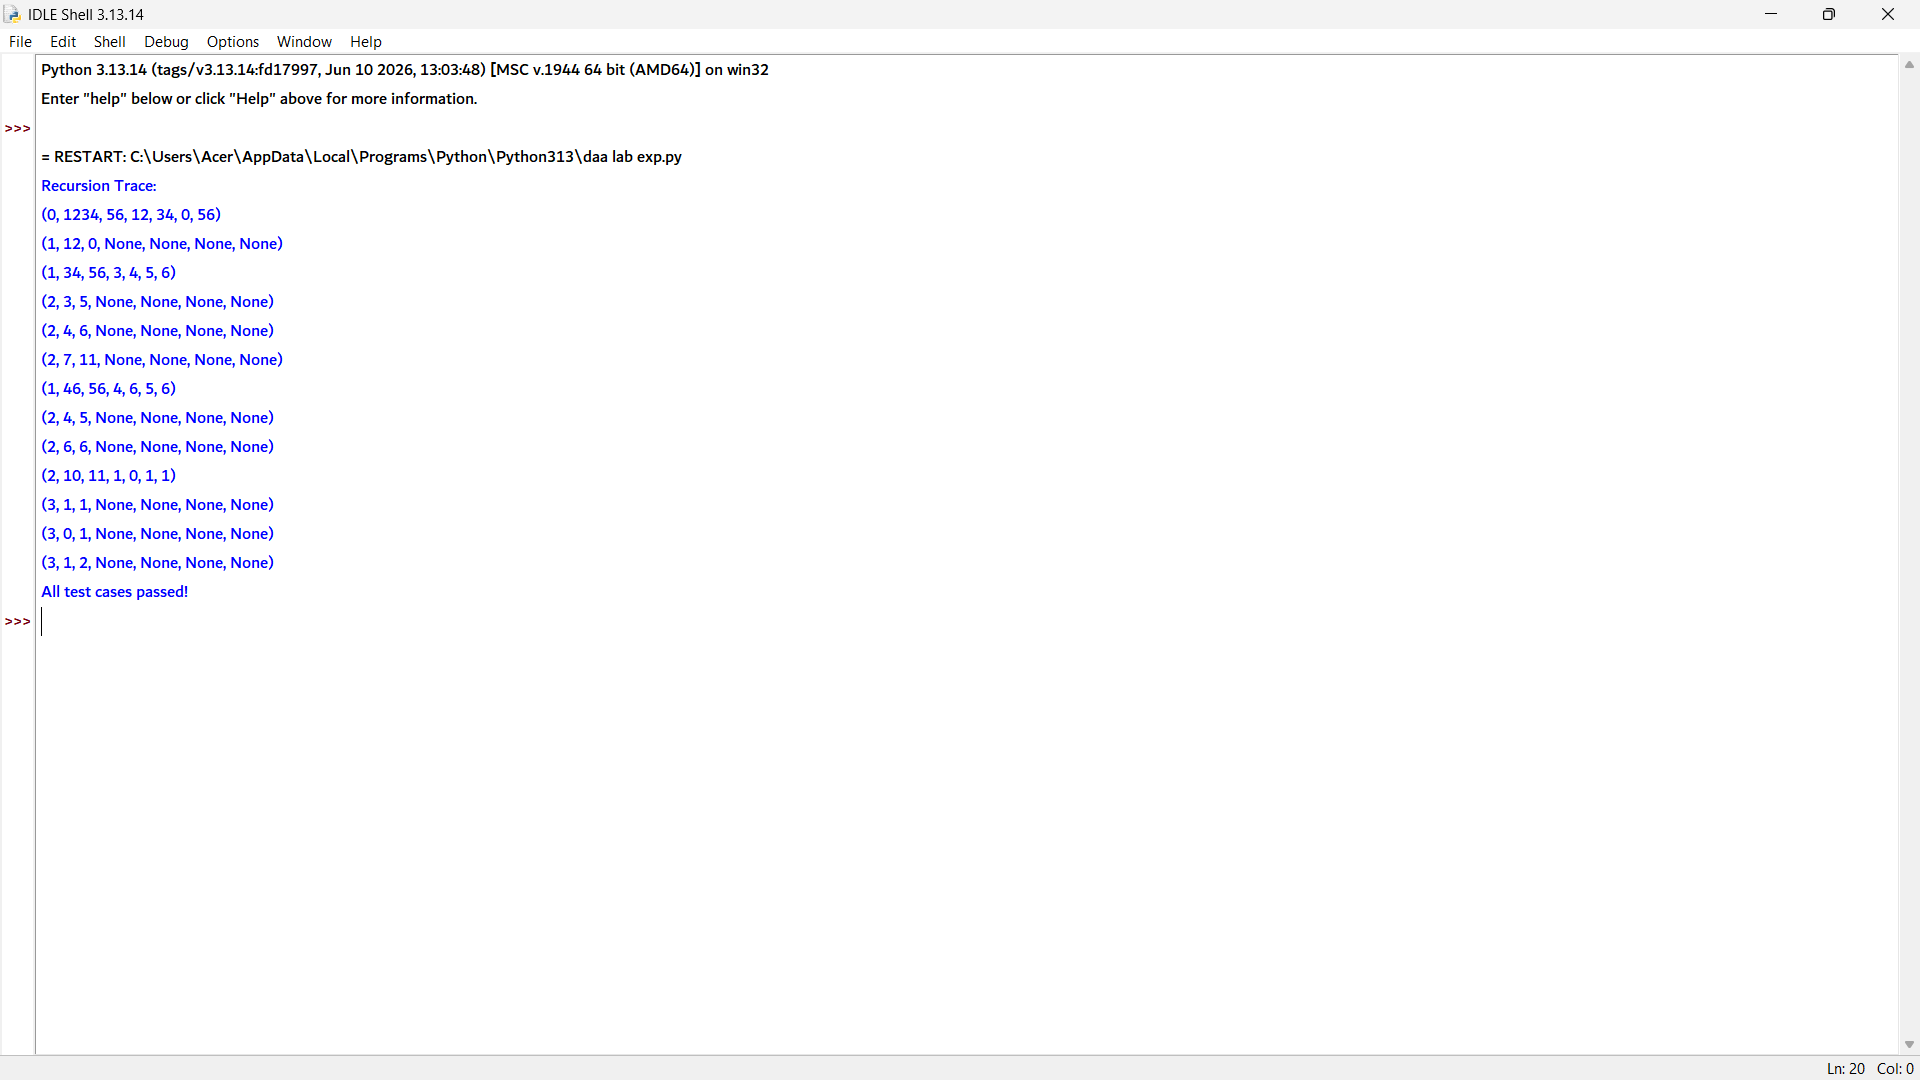 IDLE Shell 3.13.14
File Edit Shell Debug Options Window Help
Python 3.13.14 (tags/v3.13.14:fd17997, Jun 10 2026, 13:03:48) [MSC v.1944 64 bit (AMD64)] on win32
Enter "help" below or click "Help" above for more information.
>>>
= RESTART: C:\Users\Acer\AppData\Local\Programs\Python\Python313\daa lab exp.py
Recursion Trace:
(0, 1234, 56, 12, 34, 0, 56)
(1, 12, 0, None, None, None, None)
(1, 34, 56, 3, 4, 5, 6)
(2, 3, 5, None, None, None, None)
(2, 4, 6, None, None, None, None)
(2, 7, 11, None, None, None, None)
(1, 46, 56, 4, 6, 5, 6)
(2, 4, 5, None, None, None, None)
(2, 6, 6, None, None, None, None)
(2, 10, 11, 1, 0, 1, 1)
(3, 1, 1, None, None, None, None)
(3, 0, 1, None, None, None, None)
(3, 1, 2, None, None, None, None)
All test cases passed!
>>>
Ln: 20 Col: 0